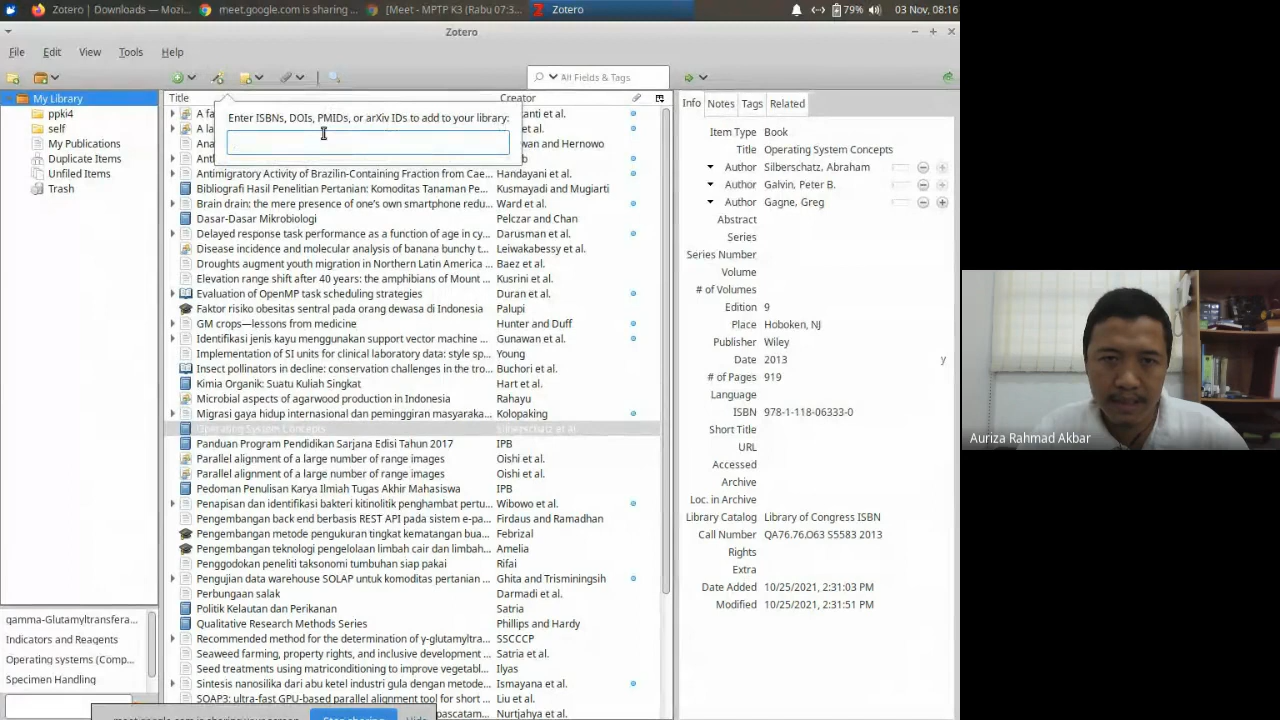 Zotero | Downloads — Mozi...
meet.google.com is sharing ...
[Meet - MPTP K3 (Rabu 07:3...
Zotero
79%
03 Nov, 08:16
Zotero
File
Edit
View
Tools
Help
All Fields & Tags
My Library
ppki4
self
My Publications
Duplicate Items
Unfiled Items
Trash
gamma-Glutamyltransfera...
Indicators and Reagents
Operating systems (Comp...
Specimen Handling
Title Creator
Enter ISBNs, DOIs, PMIDs, or arXiv IDs to add to your library:
Antimigratory Activity of Brazilin-Containing Fraction from Cae... Handayani et al.
Bibliografi Hasil Penelitian Pertanian: Komoditas Tanaman Pe... Kusmayadi and Mugiarti
Brain drain: the mere presence of one's own smartphone redu... Ward et al.
Dasar-Dasar Mikrobiologi Pelczar and Chan
Delayed response task performance as a function of age in cy... Darusman et al.
Disease incidence and molecular analysis of banana bunchy t... Leiwakabessy et al.
Droughts augment youth migration in Northern Latin America ... Baez et al.
Elevation range shift after 40 years: the amphibians of Mount ... Kusrini et al.
Evaluation of OpenMP task scheduling strategies Duran et al.
Faktor risiko obesitas sentral pada orang dewasa di Indonesia Palupi
GM crops—lessons from medicine Hunter and Duff
Identifikasi jenis kayu menggunakan support vector machine ... Gunawan et al.
Implementation of SI units for clinical laboratory data: style sp... Young
Insect pollinators in decline: conservation challenges in the tro... Buchori et al.
Kimia Organik: Suatu Kuliah Singkat Hart et al.
Microbial aspects of agarwood production in Indonesia Rahayu
Migrasi gaya hidup internasional dan peminggiran masyaraka... Kolopaking
Operating System Concepts Silberschatz et al.
Panduan Program Pendidikan Sarjana Edisi Tahun 2017 IPB
Parallel alignment of a large number of range images Oishi et al.
Parallel alignment of a large number of range images Oishi et al.
Pedoman Penulisan Karya Ilmiah Tugas Akhir Mahasiswa IPB
Penapisan dan identifikasi bakteri kitinolitik penghambat pertu... Wibowo et al.
Pengembangan back end berbasis REST API pada sistem e-pa... Firdaus and Ramadhan
Pengembangan metode pengukuran tingkat kematangan bua... Febrizal
Pengembangan teknologi pengelolaan limbah cair dan limbah... Amelia
Penggodokan peneliti taksonomi tumbuhan siap pakai Rifai
Pengujian data warehouse SOLAP untuk komoditas pertanian ... Ghita and Trisminingsih
Perbungaan salak Darmadi et al.
Politik Kelautan dan Perikanan Satria
Qualitative Research Methods Series Phillips and Hardy
Recommended method for the determination of γ-glutamyltra... SSCCCP
Seaweed farming, property rights, and inclusive development ... Satria et al.
Seed treatments using matriconditioning to improve vegetabl... Ilyas
Sintesis nanosilika dari abu ketel industri gula dengan metode... Ismayana et al.
SOAP3: ultra-fast GPU-based parallel alignment tool for short ... Liu et al.
Nurtjahya et al.
Info Notes Tags Related
Item Type Book
Title Operating System Concepts
Author Silberschatz, Abraham
Author Galvin, Peter B.
Author Gagne, Greg
Abstract
Series
Series Number
Volume
# of Volumes
Edition 9
Place Hoboken, NJ
Publisher Wiley
Date 2013 y
# of Pages 919
Language
ISBN 978-1-118-06333-0
Short Title
URL
Accessed
Archive
Loc. in Archive
Library Catalog Library of Congress ISBN
Call Number QA76.76.O63 S5583 2013
Rights
Extra
Date Added 10/25/2021, 2:31:03 PM
Modified 10/25/2021, 2:31:51 PM
Auriza Rahmad Akbar